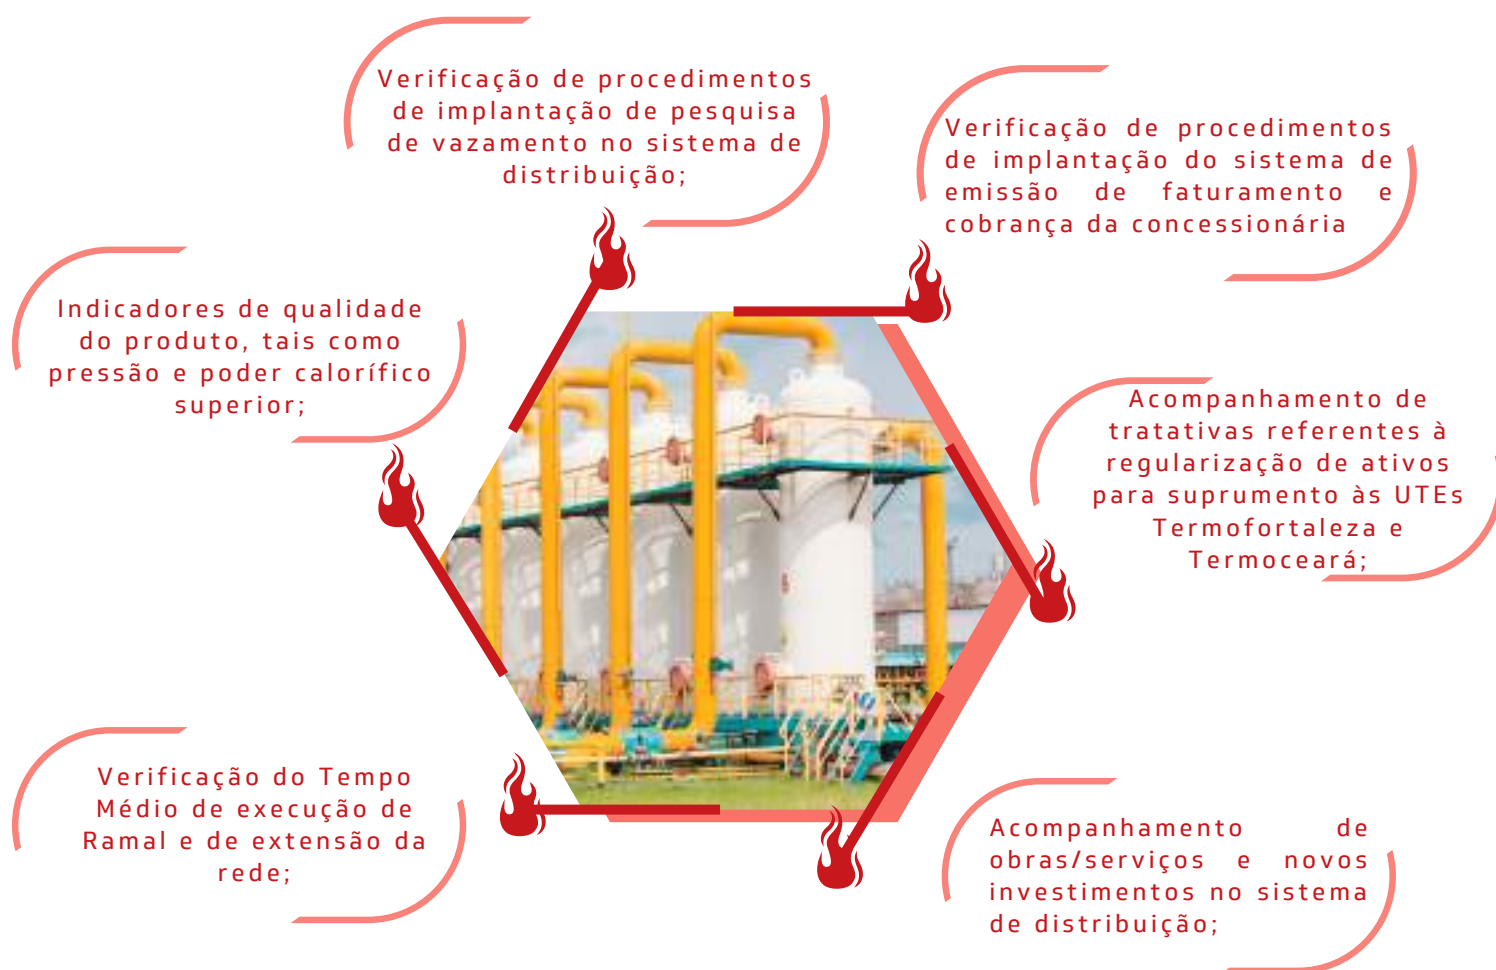 Verificação de procedimentos
de implantação de pesquisa
de vazamento no sistema de
distribuição;
Verificação de procedimentos
de implantação do sistema de
emissão de faturamento e
cobrança da concessionária
Indicadores de qualidade
do produto, tais como
pressão e poder calorífico
superior;
Acompanhamento de
tratativas referentes à
regularização de ativos
para suprumento às UTEs
Termofortaleza e
Termoceará;
Verificação do Tempo
Médio de execução de
Ramal e de extensão da
rede;
Acompanhamento de
obras/serviços e novos
investimentos no sistema
de distribuição;